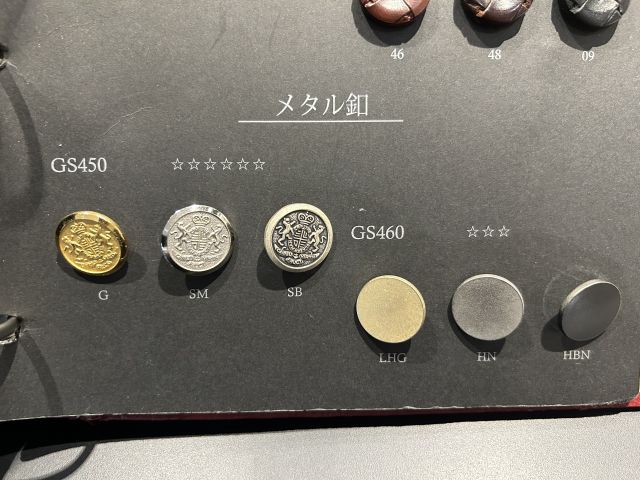 46 48 09
メタル釦
GS450 ☆☆☆☆☆☆
G SM SB
GS460 ☆☆☆
LHG HN HBN